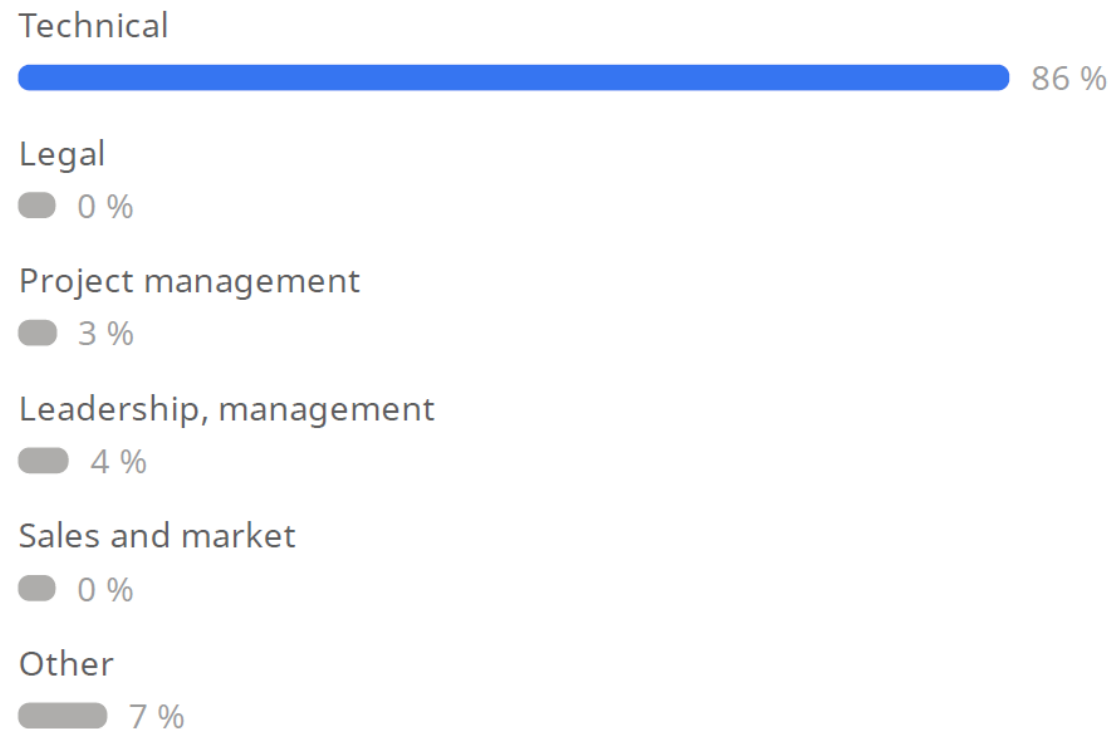 Technical
86 %
Legal
0 %
Project management
3 %
Leadership, management
4 %
Sales and market
0 %
Other
7 %